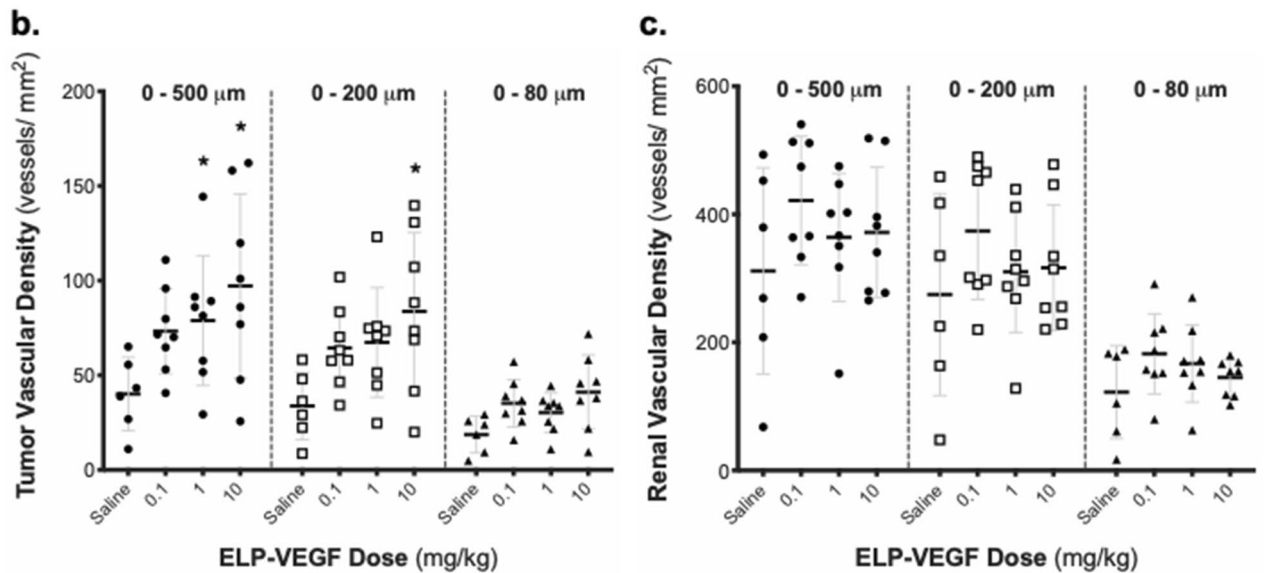 b.
Tumor Vascular Density (vessels/ mm²)
200
150
100
50
0
0 - 500 µm
0 - 200 µm
0 - 80 µm
*
*
*
Saline
0.1
1
10
Saline
0.1
1
10
Saline
0.1
1
10
ELP-VEGF Dose (mg/kg)
c.
Renal Vascular Density (vessels/ mm²)
600
400
200
0
0 - 500 µm
0 - 200 µm
0 - 80 µm
Saline
0.1
1
10
Saline
0.1
1
10
Saline
0.1
1
10
ELP-VEGF Dose (mg/kg)